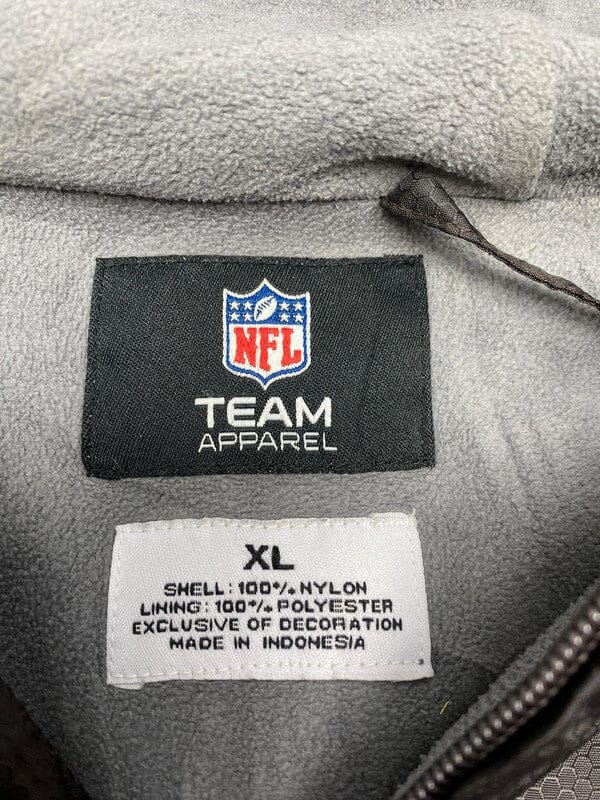 NFL
TEAM
APPAREL
XL
SHELL: 100% NYLON
LINING: 100% POLYESTER
EXCLUSIVE OF DECORATION
MADE IN INDONESIA